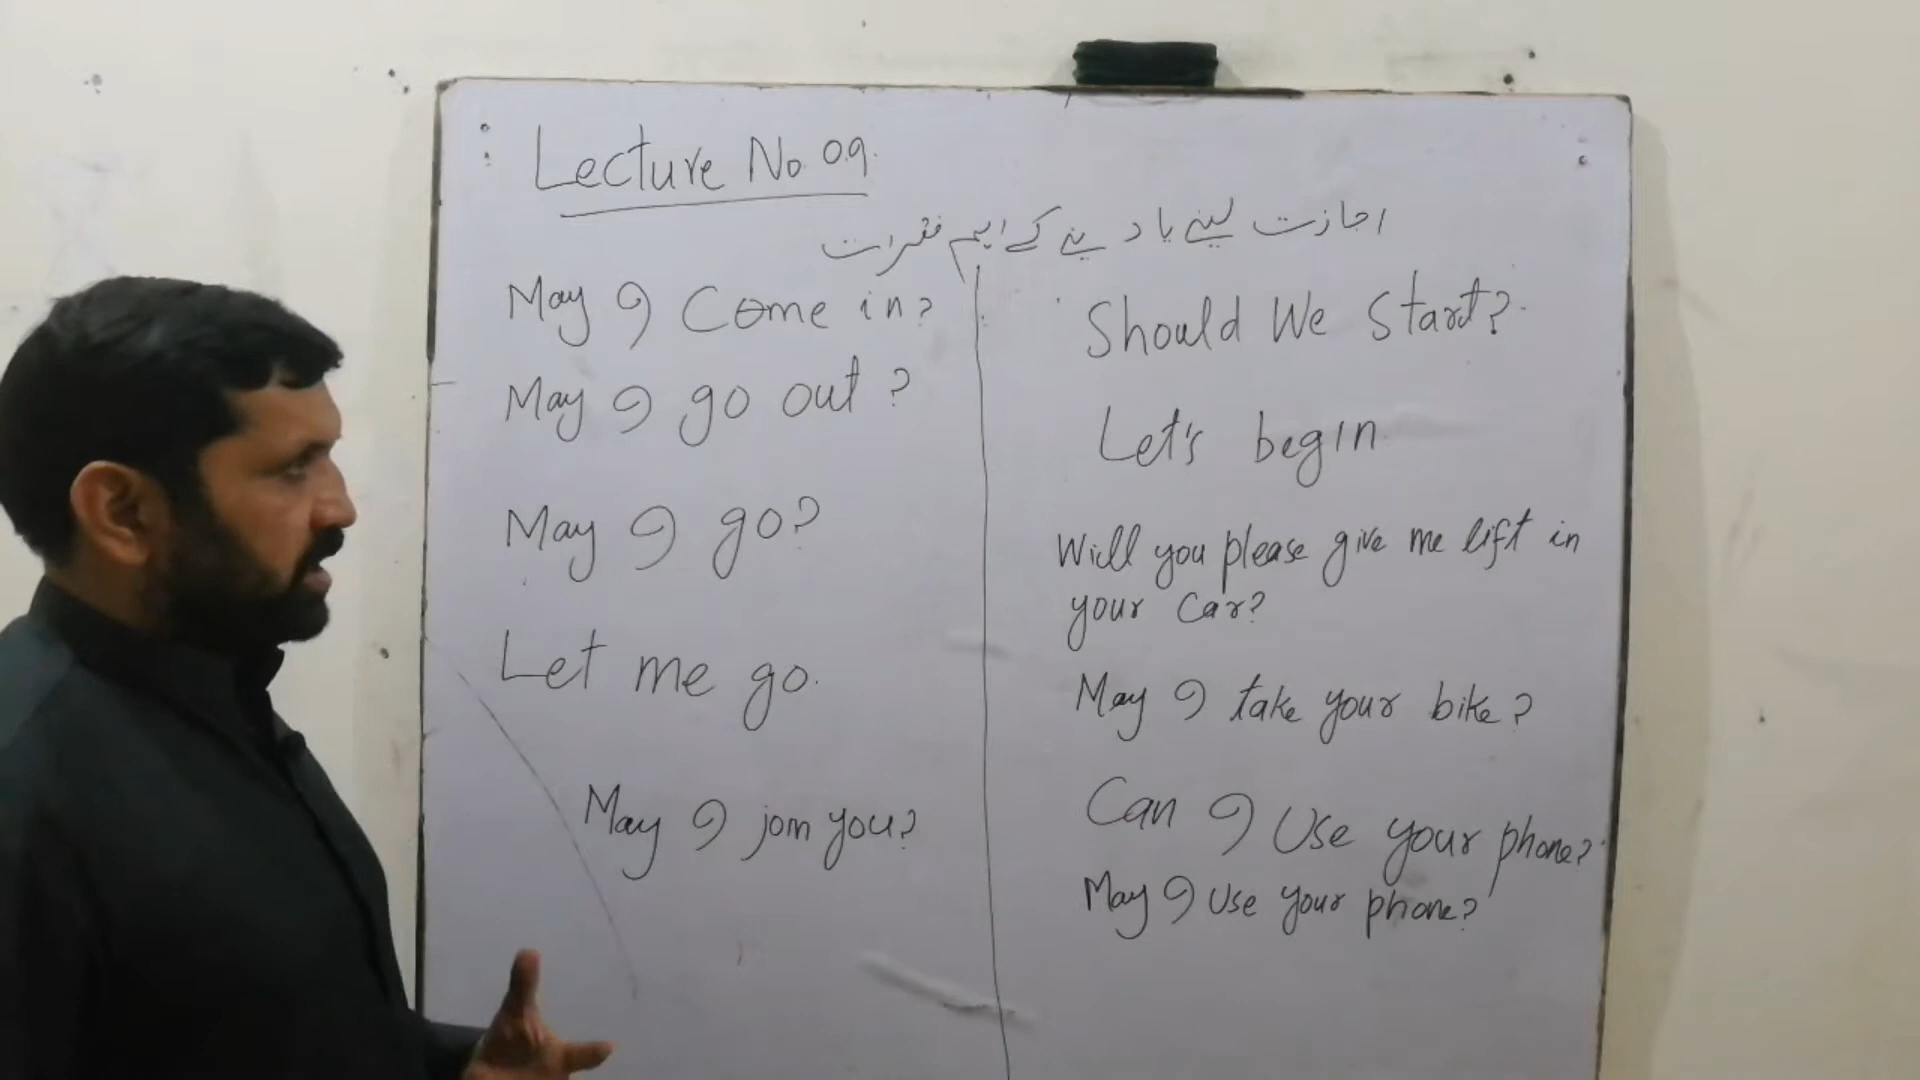 Lecture No. 09.
اجازت لینے یا دینے کے اہم فقرات
May I Come in?
May I go out?
May I go?
Let me go.
May I join you?
Should We Start?
Let's begin
Will you please give me lift in
your Car?
May I take your bike?
Can I Use your phone?
May I Use your phone?